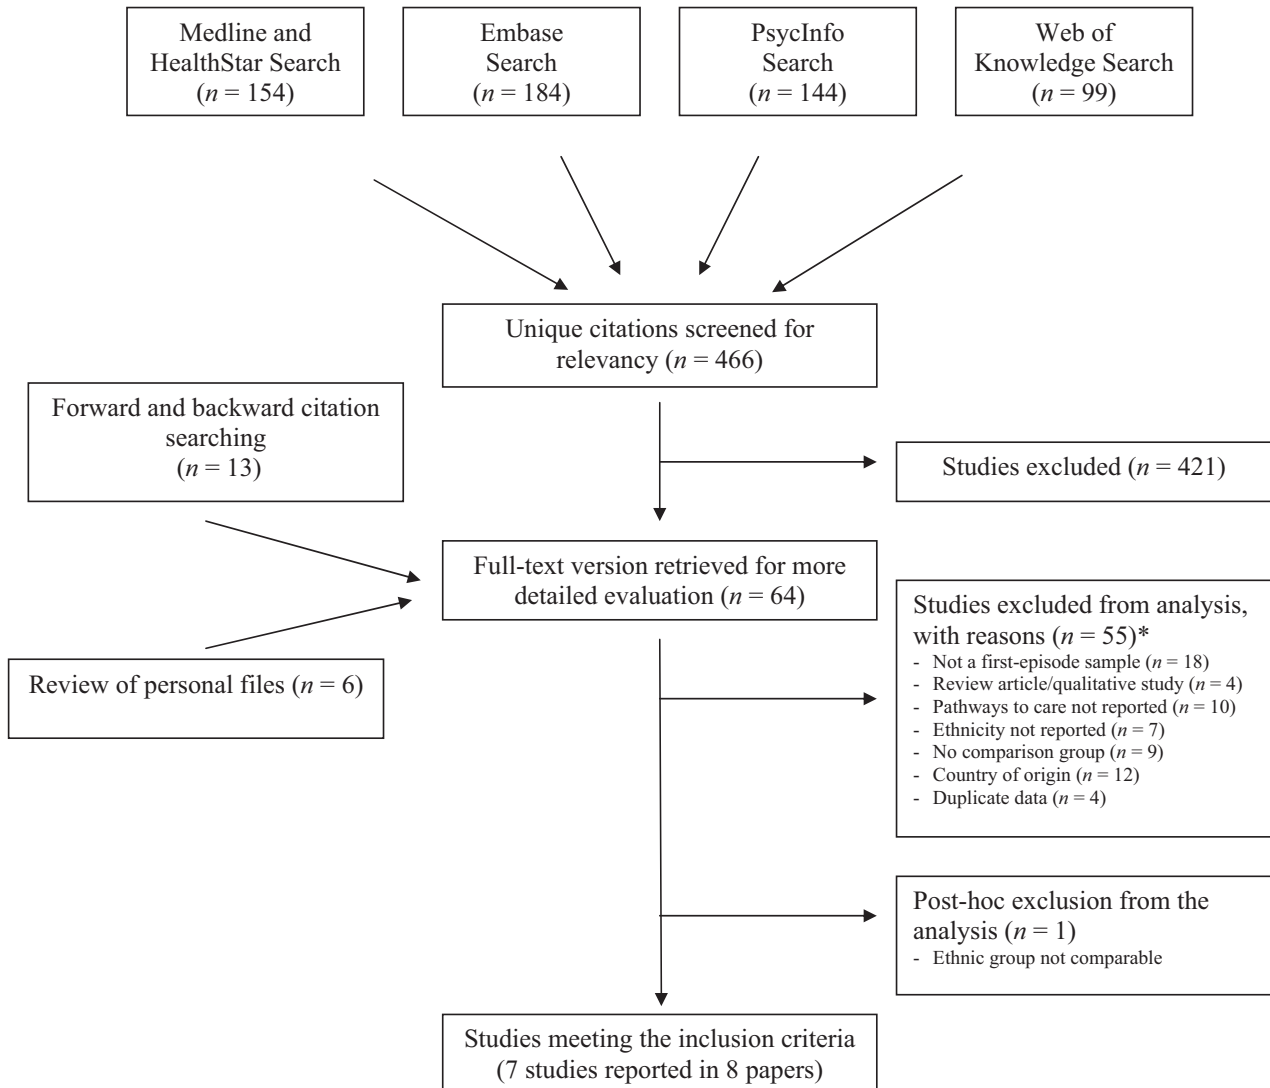 Medline and
HealthStar Search
(n = 154)
Embase
Search
(n = 184)
PsycInfo
Search
(n = 144)
Web of
Knowledge Search
(n = 99)
Unique citations screened for
relevancy (n = 466)
Forward and backward citation
searching
(n = 13)
Studies excluded (n = 421)
Full-text version retrieved for more
detailed evaluation (n = 64)
Review of personal files (n = 6)
Studies excluded from analysis,
with reasons (n = 55)*
- Not a first-episode sample (n = 18)
- Review article/qualitative study (n = 4)
- Pathways to care not reported (n = 10)
- Ethnicity not reported (n = 7)
- No comparison group (n = 9)
- Country of origin (n = 12)
- Duplicate data (n = 4)
Post-hoc exclusion from the
analysis (n = 1)
- Ethnic group not comparable
Studies meeting the inclusion criteria
(7 studies reported in 8 papers)